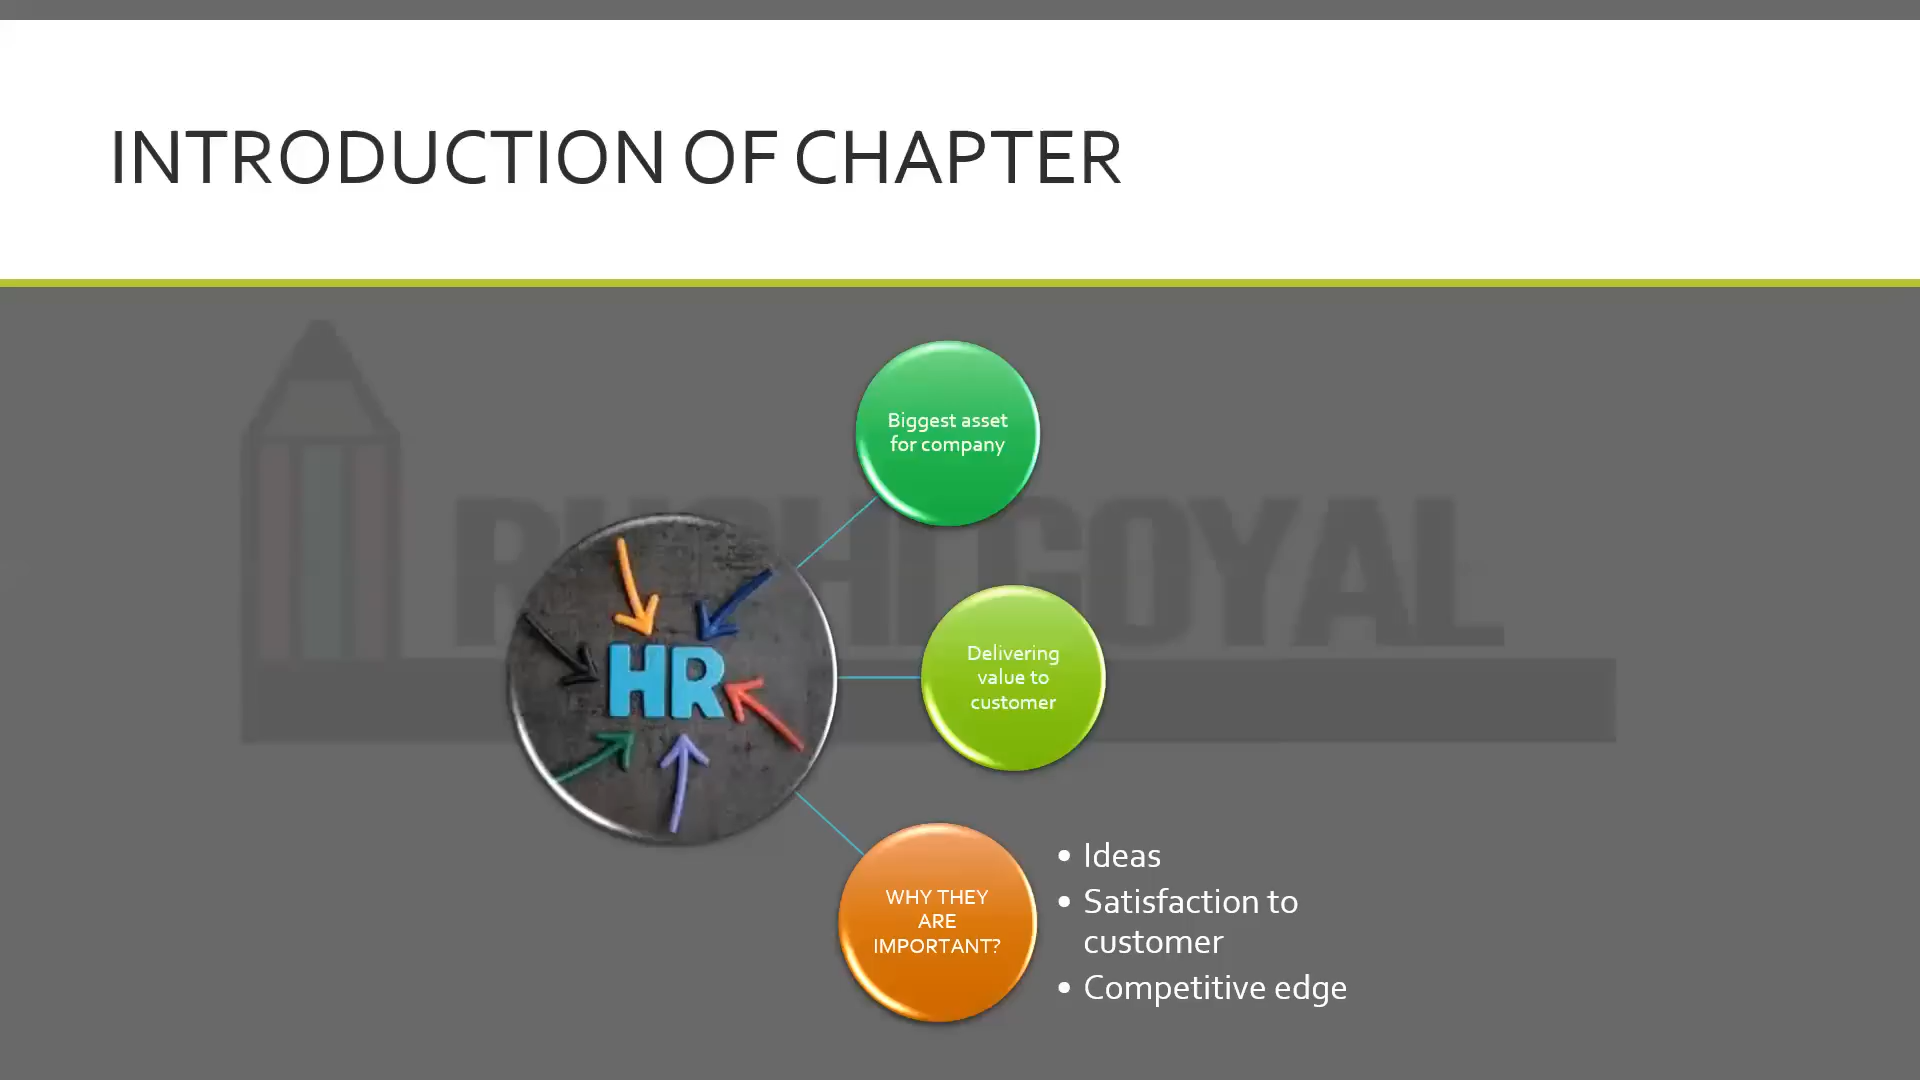 INTRODUCTION OF CHAPTER
Biggest asset
for company
HR
Delivering
value to
customer
WHY THEY
ARE
IMPORTANT?
• Ideas
• Satisfaction to
customer
• Competitive edge
GOYAL